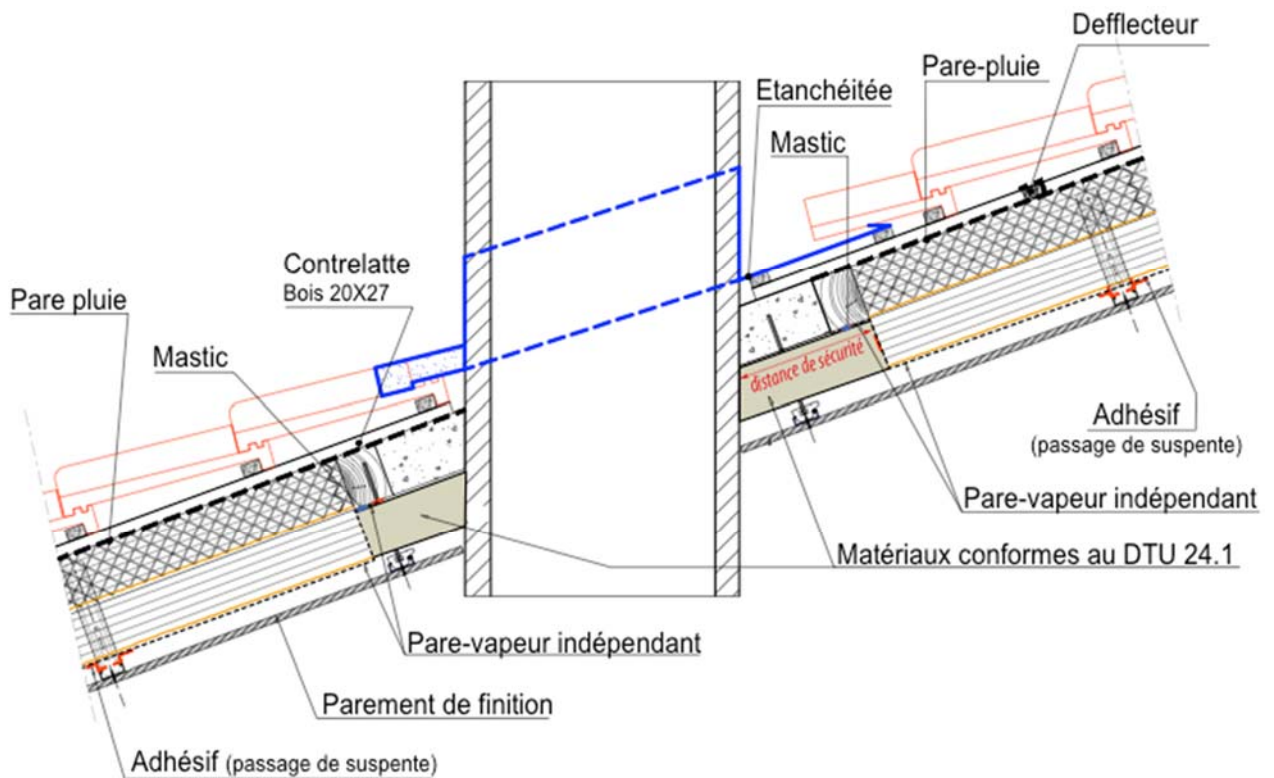 Defflecteur
Pare-pluie
Etanchéitée
Mastic
Contrelatte
Bois 20X27
Pare pluie
Mastic
distance de sécurité
Adhésif
(passage de suspente)
Pare-vapeur indépendant
Matériaux conformes au DTU 24.1
Pare-vapeur indépendant
Parement de finition
Adhésif (passage de suspente)